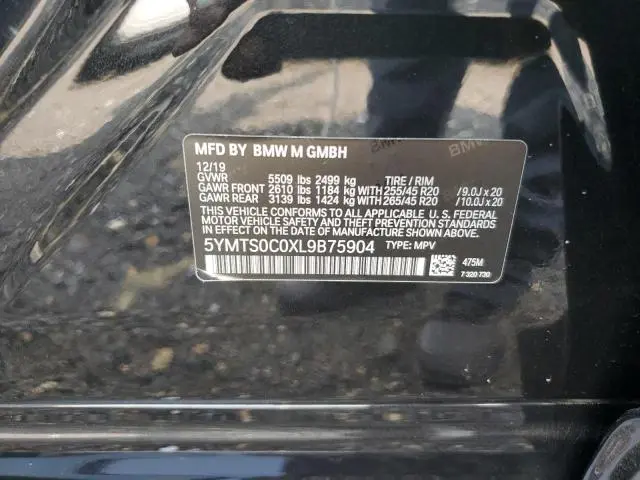 MFD BY BMW M GMBH
12/19
GVWR 5509 lbs 2499 kg TIRE / RIM
GAWR FRONT 2610 lbs 1184 kg WITH 255/45 R20 / 9.0J x 20
GAWR REAR 3139 lbs 1424 kg WITH 265/45 R20 / 10.0J x 20
THIS VEHICLE CONFORMS TO ALL APPLICABLE U. S. FEDERAL
MOTOR VEHICLE SAFETY STANDARDS IN EFFECT ON
THE DATE OF MANUFACTURE SHOWN ABOVE.
5YMTS0C0XL9B75904 TYPE: MPV
475M
7 320 730